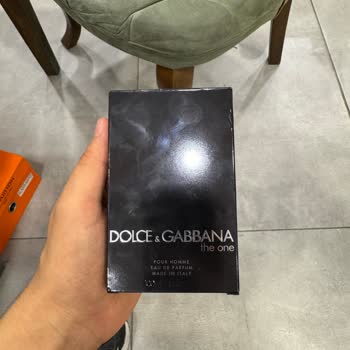 DOLCE & GABBANA
the one
POUR HOMME
EAU DE PARFUM
MADE IN ITALY